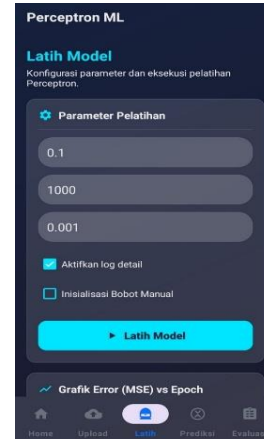 Perceptron ML
Latih Model
Konfigurasi parameter dan eksekusi pelatihan
Perceptron.
Parameter Pelatihan
0.1
1000
0.001
Aktifkan log detail
Inisialisasi Bobot Manual
Latih Model
Grafik Error (MSE) vs Epoch
Home Upload Latih Prediksi Evaluas